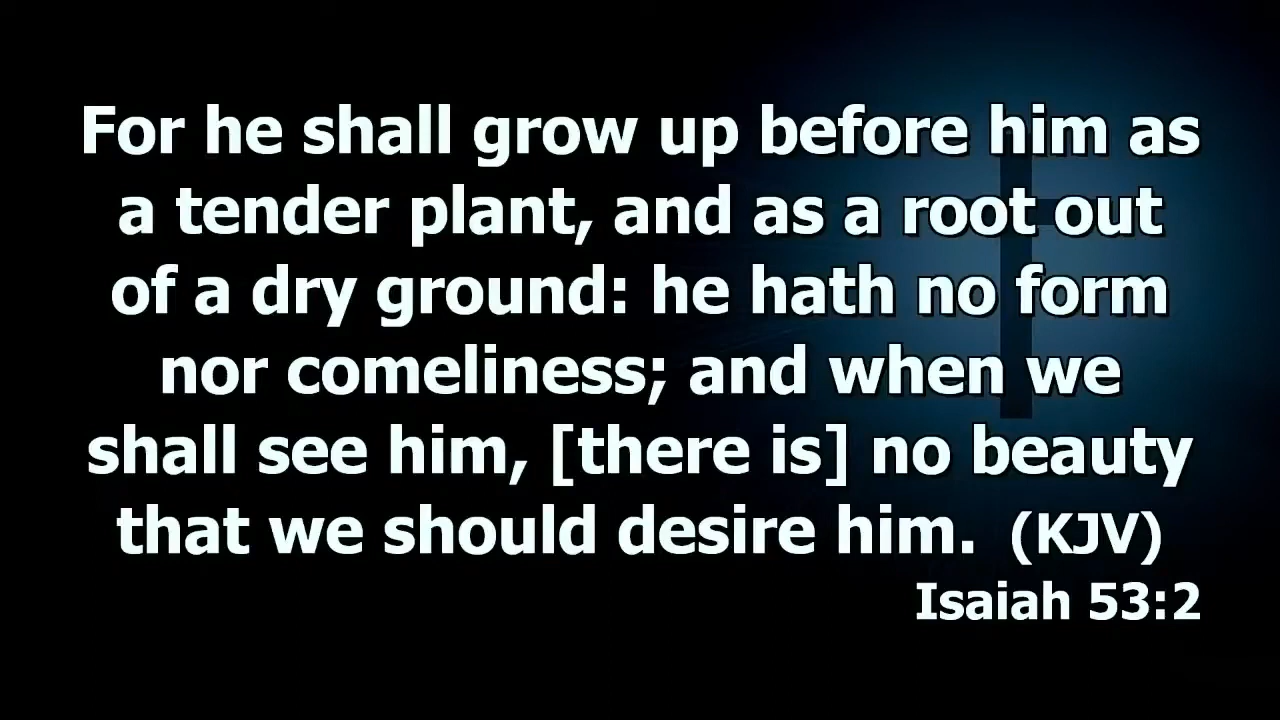 For he shall grow up before him as
a tender plant, and as a root out
of a dry ground: he hath no form
nor comeliness; and when we
shall see him, [there is] no beauty
that we should desire him. (KJV)
Isaiah 53:2